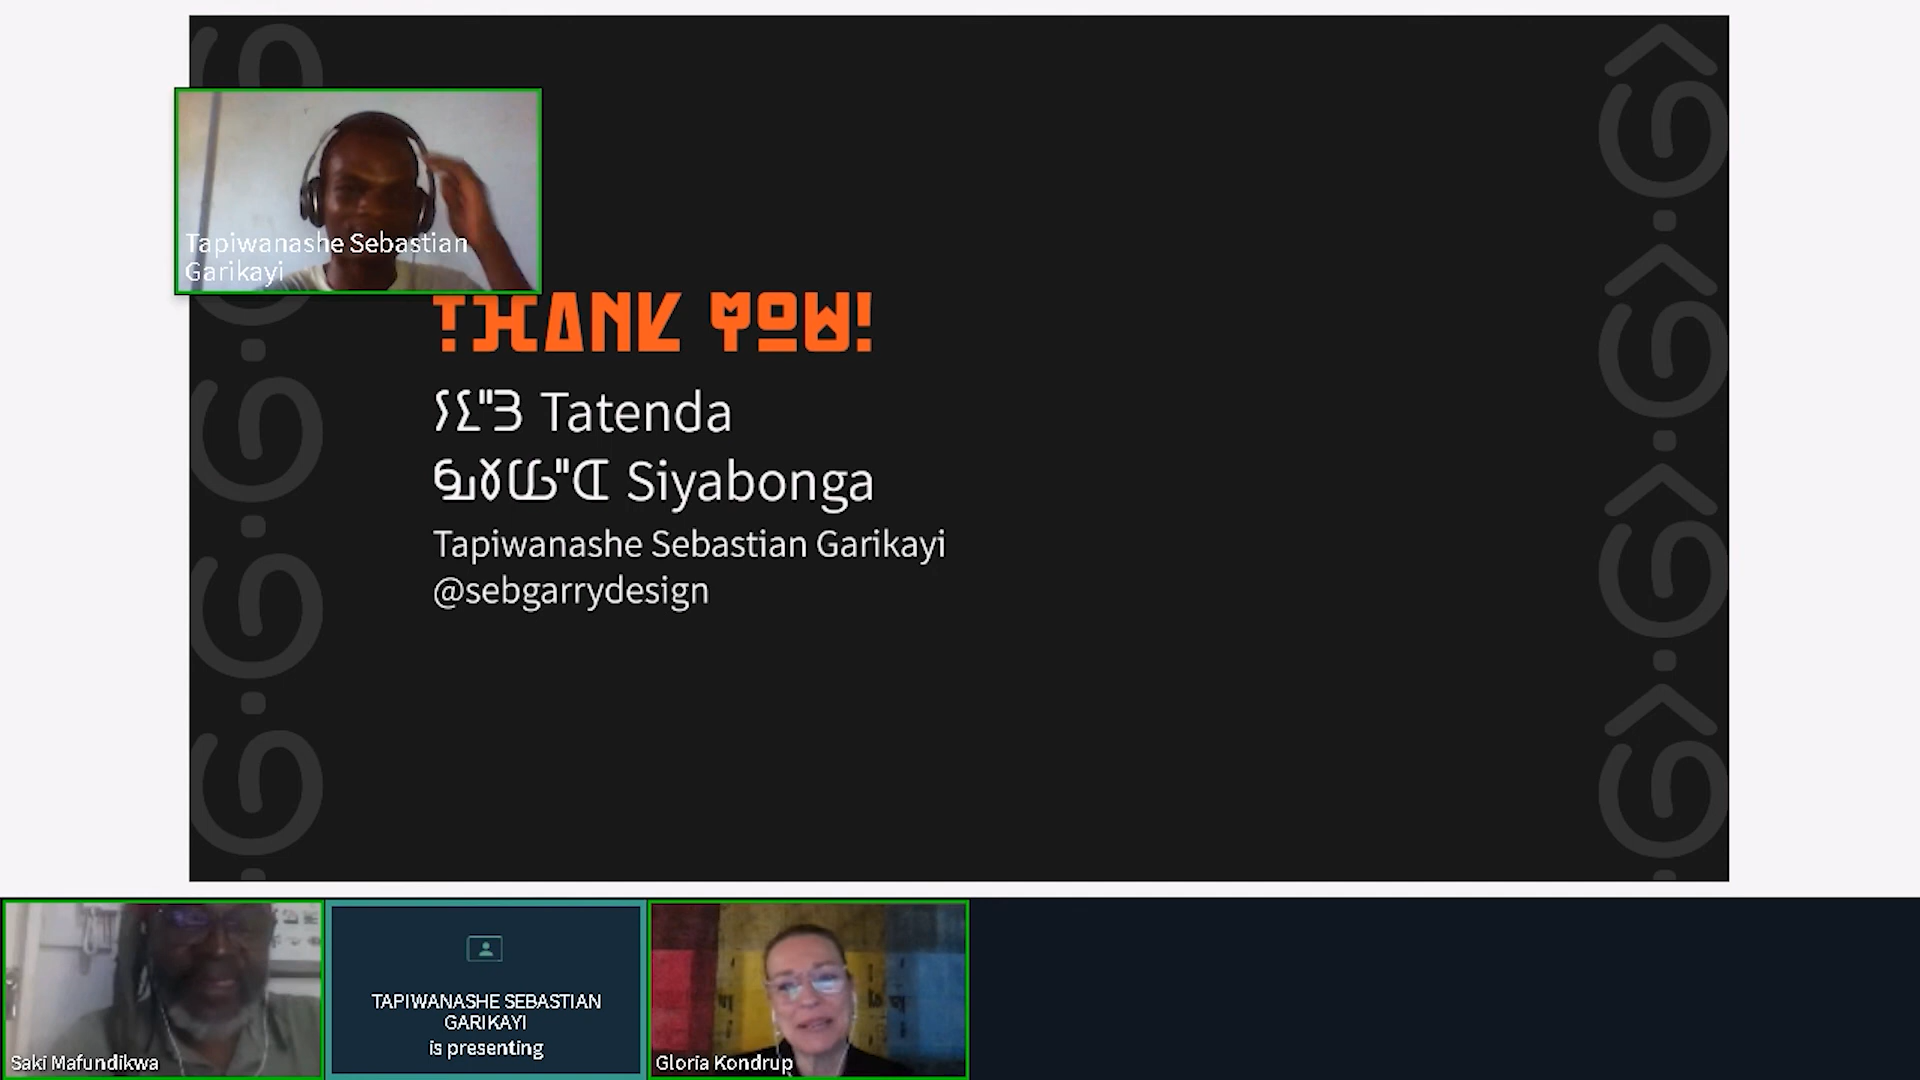 Tapiwanashe Sebastian
Garikayi
THANK YOU!
Tatenda
Siyabonga
Tapiwanashe Sebastian Garikayi
@sebgarrydesign
Saki Mafundikwa
TAPIWANASHE SEBASTIAN
GARIKAYI
is presenting
Gloria Kondrup